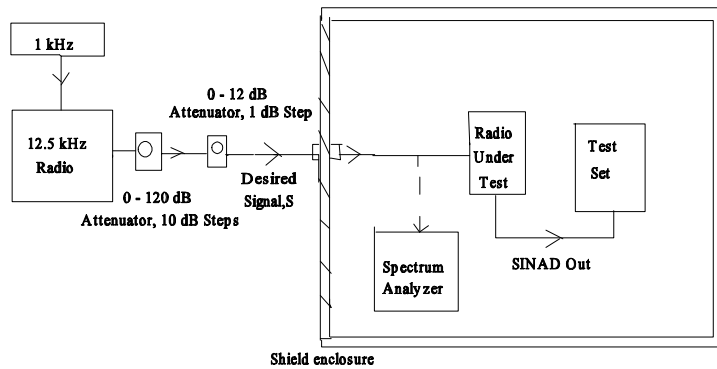 1 kHz
12.5 kHz
Radio
0 - 120 dB
Attenuator, 10 dB Steps
0 - 12 dB
Attenuator, 1 dB Step
Desired
Signal,S
Shield enclosure
Spectrum
Analyzer
Radio
Under
Test
Test
Set
SINAD Out